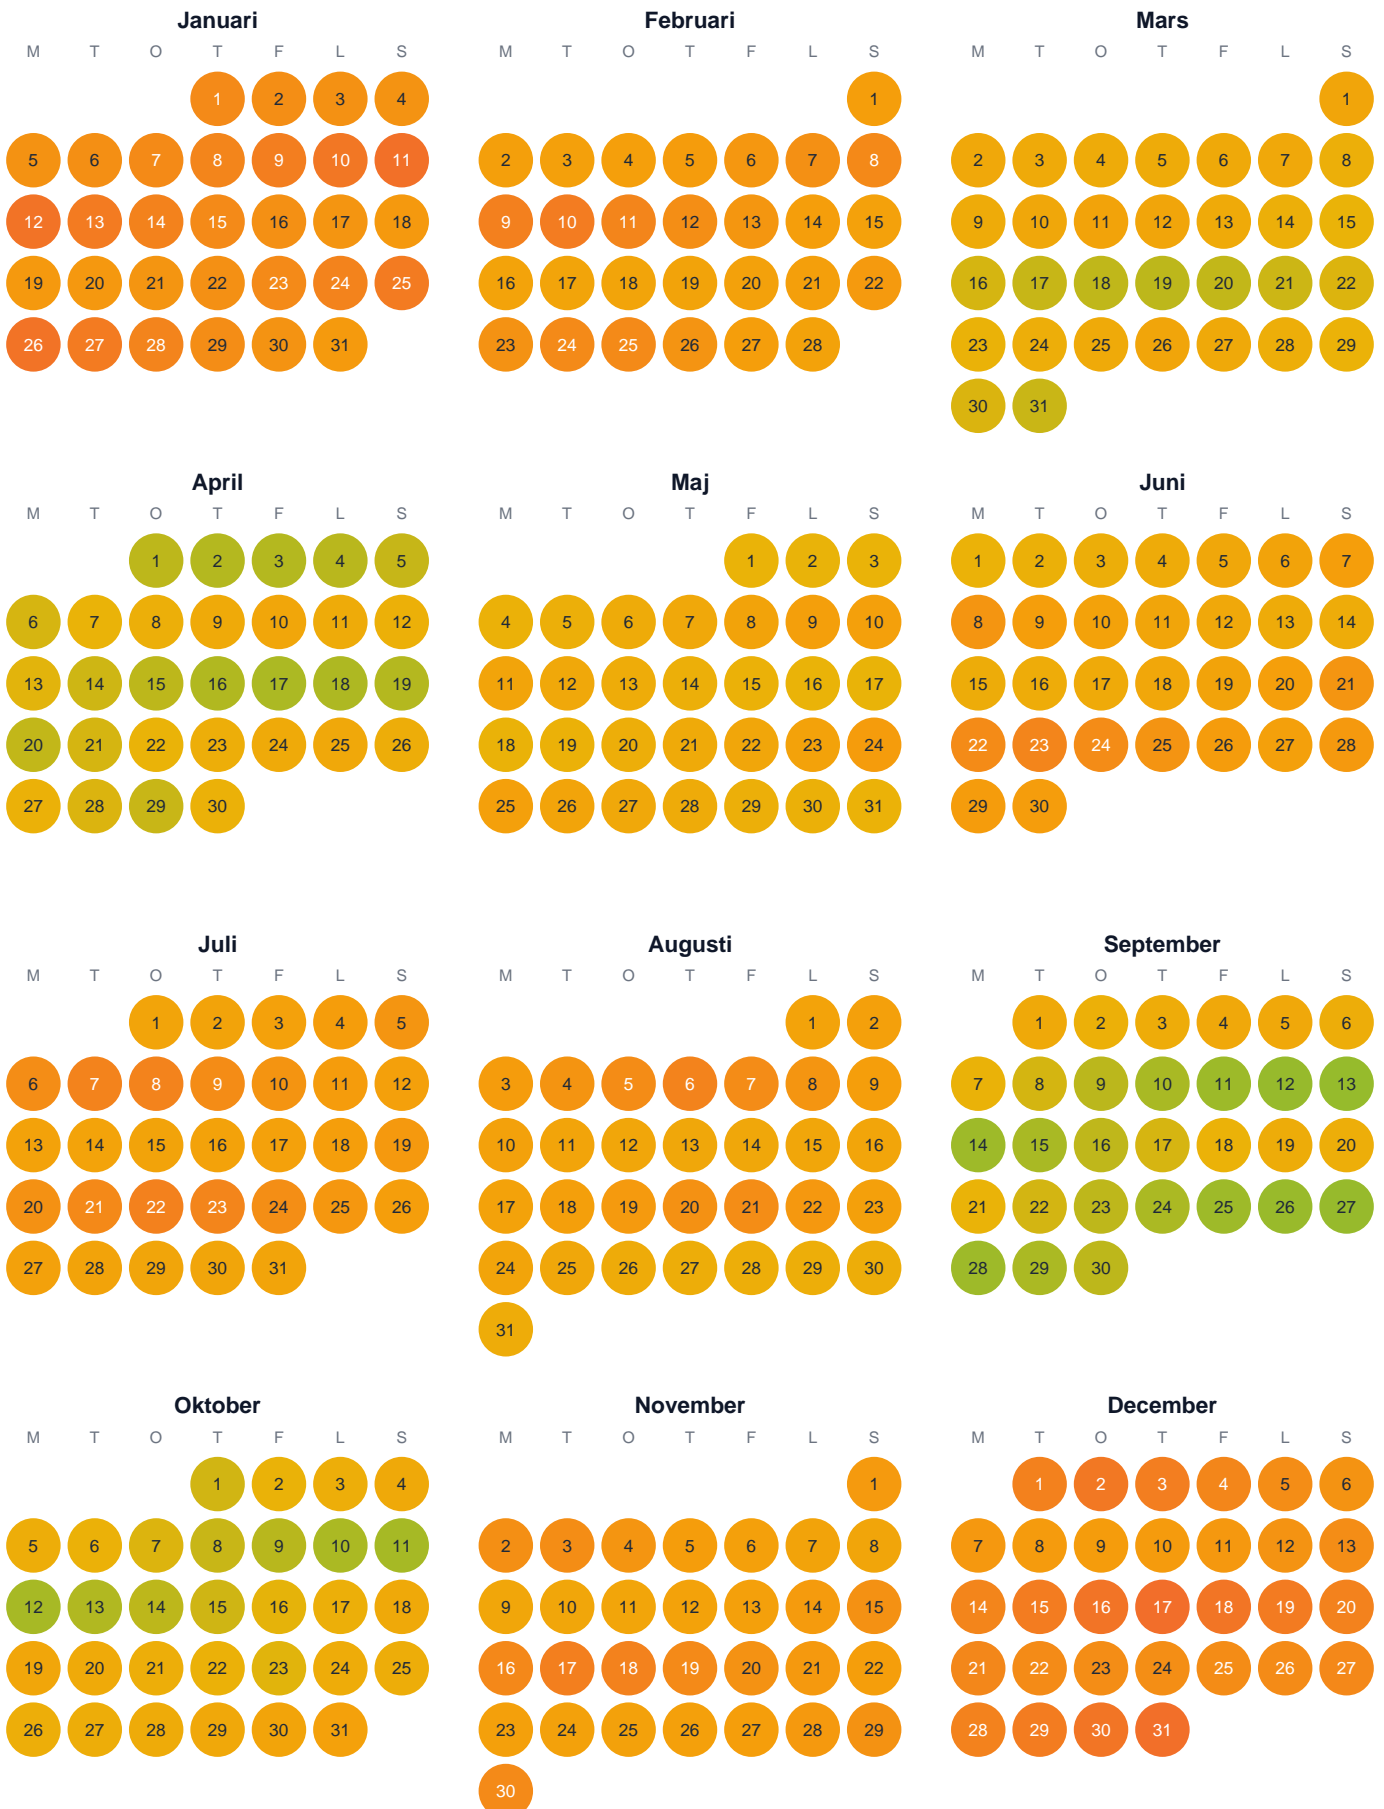 Januari
M T O T F L S
1 2 3 4
5 6 7 8 9 10 11
12 13 14 15 16 17 18
19 20 21 22 23 24 25
26 27 28 29 30 31
Februari
M T O T F L S
1
2 3 4 5 6 7 8
9 10 11 12 13 14 15
16 17 18 19 20 21 22
23 24 25 26 27 28
Mars
M T O T F L S
1
2 3 4 5 6 7 8
9 10 11 12 13 14 15
16 17 18 19 20 21 22
23 24 25 26 27 28 29
30 31
April
M T O T F L S
1 2 3 4 5
6 7 8 9 10 11 12
13 14 15 16 17 18 19
20 21 22 23 24 25 26
27 28 29 30
Maj
M T O T F L S
1 2 3
4 5 6 7 8 9 10
11 12 13 14 15 16 17
18 19 20 21 22 23 24
25 26 27 28 29 30 31
Juni
M T O T F L S
1 2 3 4 5 6 7
8 9 10 11 12 13 14
15 16 17 18 19 20 21
22 23 24 25 26 27 28
29 30
Juli
M T O T F L S
1 2 3 4 5
6 7 8 9 10 11 12
13 14 15 16 17 18 19
20 21 22 23 24 25 26
27 28 29 30 31
Augusti
M T O T F L S
1 2
3 4 5 6 7 8 9
10 11 12 13 14 15 16
17 18 19 20 21 22 23
24 25 26 27 28 29 30
31
September
M T O T F L S
1 2 3 4 5 6
7 8 9 10 11 12 13
14 15 16 17 18 19 20
21 22 23 24 25 26 27
28 29 30
Oktober
M T O T F L S
1 2 3 4
5 6 7 8 9 10 11
12 13 14 15 16 17 18
19 20 21 22 23 24 25
26 27 28 29 30 31
November
M T O T F L S
1
2 3 4 5 6 7 8
9 10 11 12 13 14 15
16 17 18 19 20 21 22
23 24 25 26 27 28 29
30
December
M T O T F L S
1 2 3 4 5 6
7 8 9 10 11 12 13
14 15 16 17 18 19 20
21 22 23 24 25 26 27
28 29 30 31